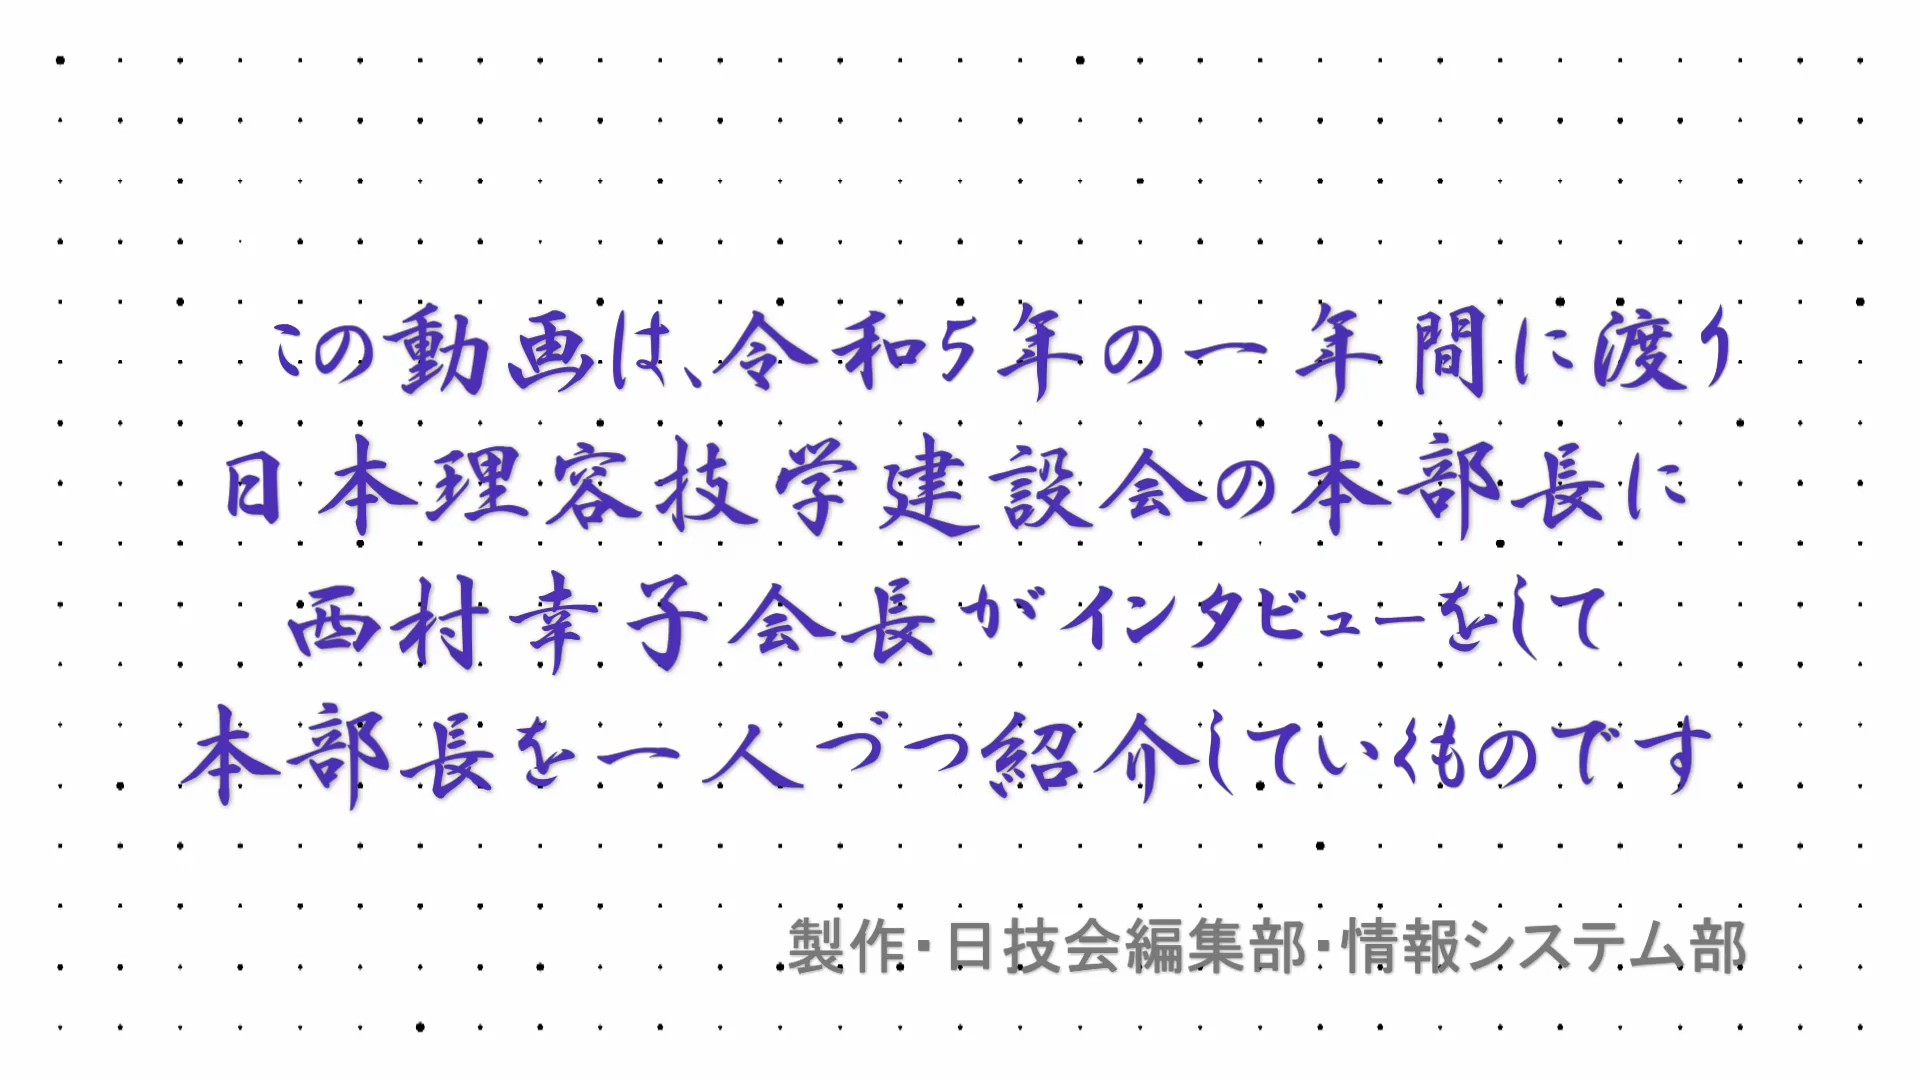 この動画は、令和5年の一年間に渡り
日本理容技学建設会の本部長に
西村幸子会長がインタビューをして
本部長を一人づつ紹介していくものです
製作・日技会編集部・情報システム部